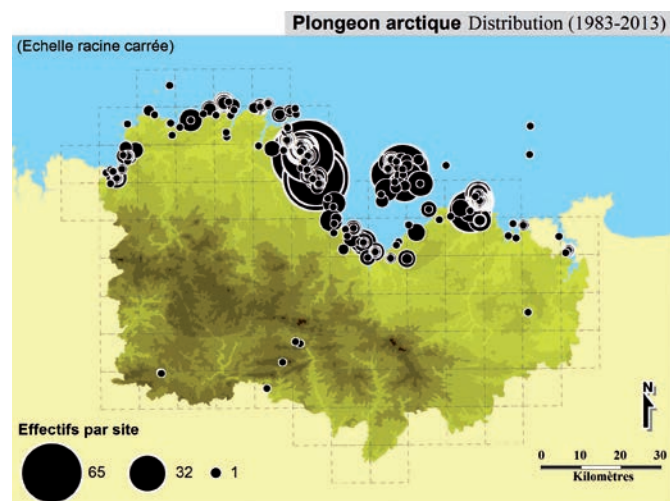 Plongeon arctique Distribution (1983-2013)
(Echelle racine carrée)
N
Effectifs par site
65 32 1
0 10 20 30
Kilomètres